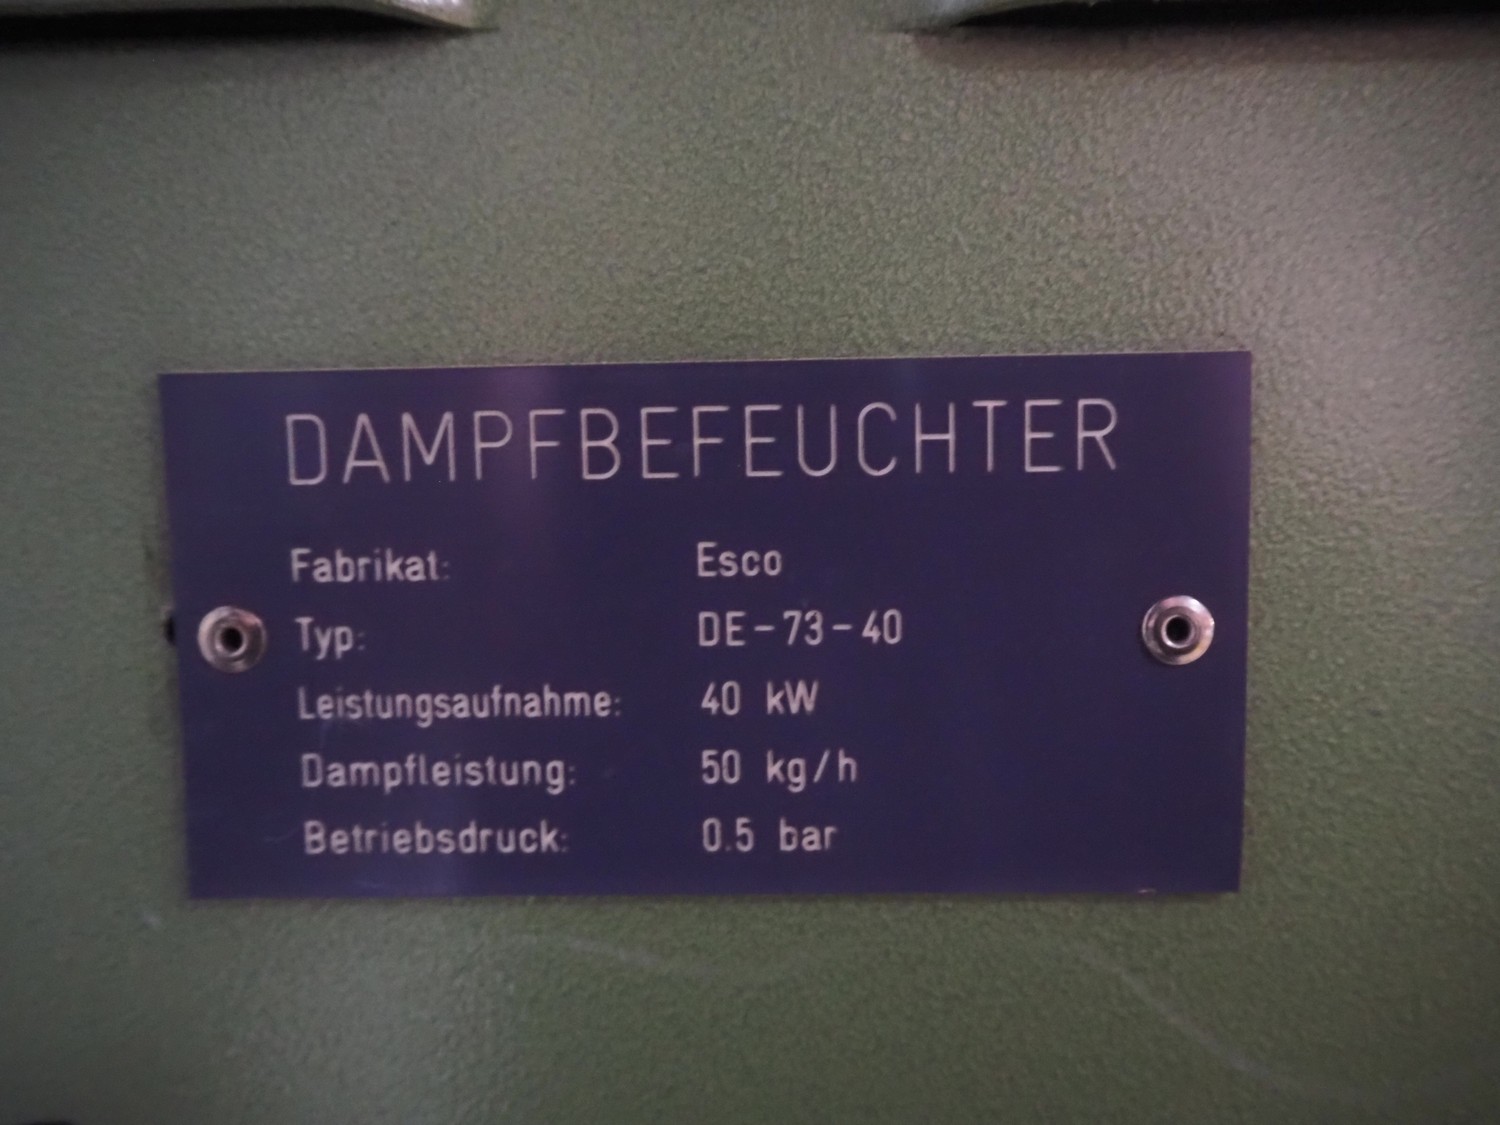 DAMPFBEFEUCHTER
Fabrikat: Esco
Typ: DE-73-40
Leistungsaufnahme: 40 kW
Dampfleistung: 50 kg/h
Betriebsdruck: 0.5 bar